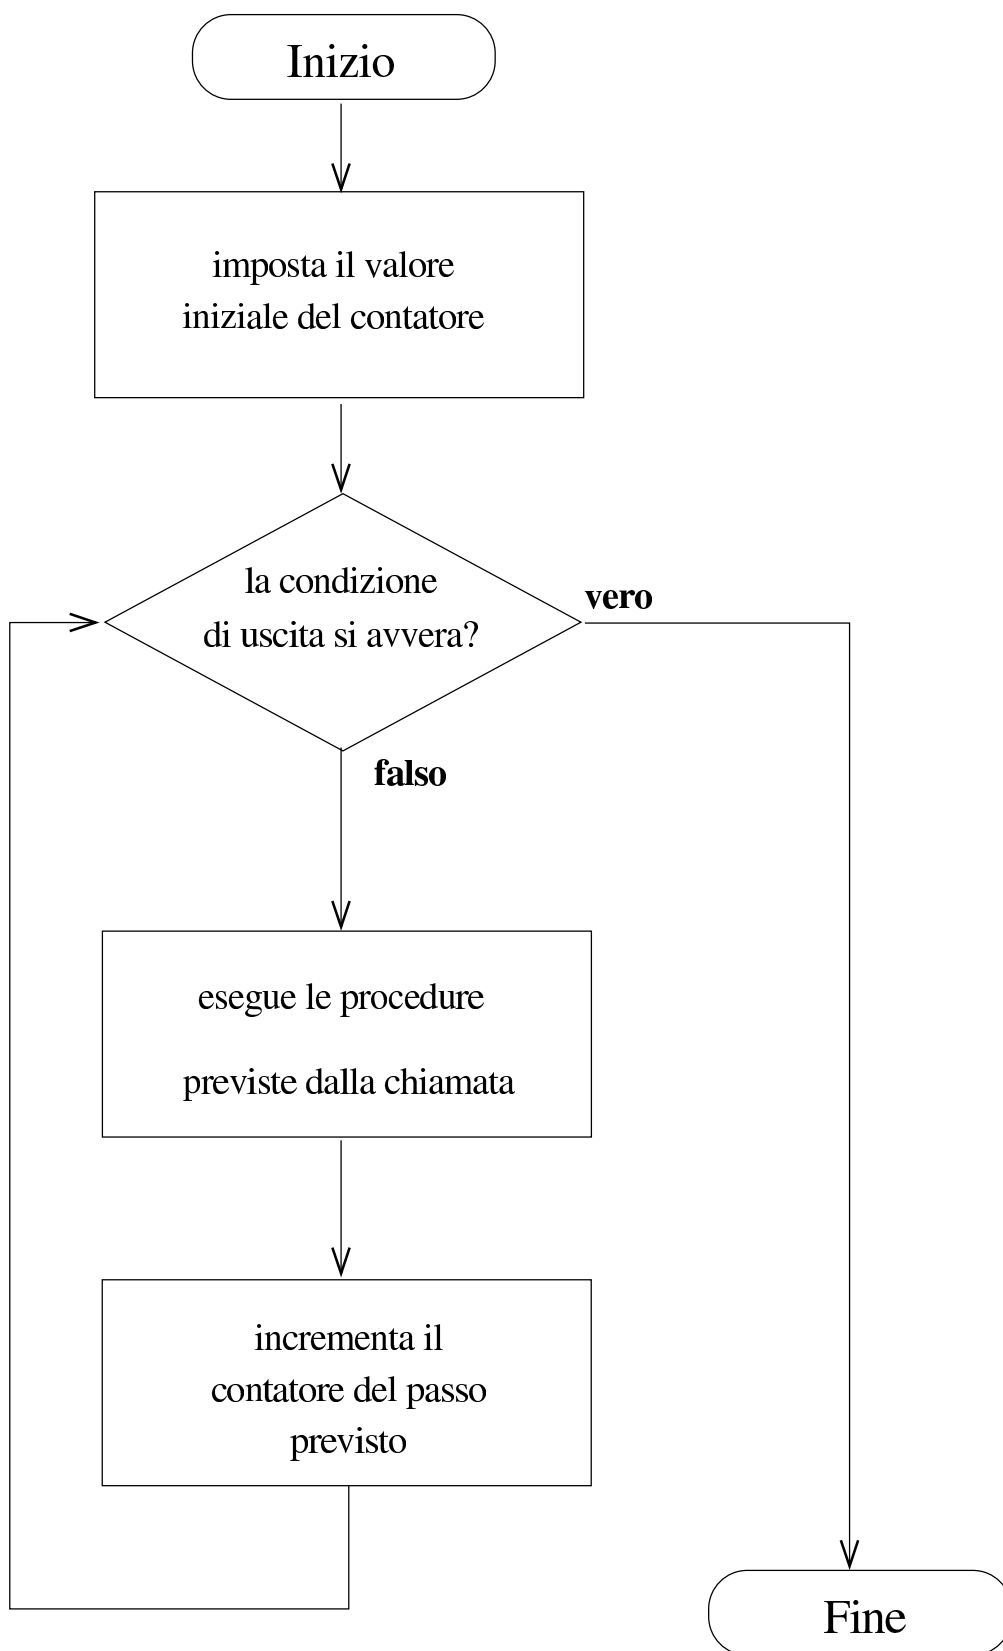 Inizio
imposta il valore
iniziale del contatore
la condizione
di uscita si avvera?
vero
falso
esegue le procedure
previste dalla chiamata
incrementa il
contatore del passo
previsto
Fine